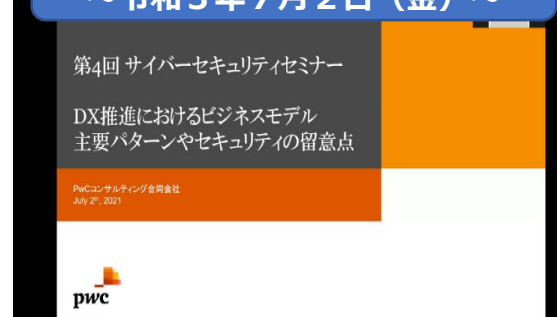 令和3年7月2日（金）
第4回 サイバーセキュリティセミナー
DX推進におけるビジネスモデル
主要パターンやセキュリティの留意点
PwCコンサルティング合同会社
July 2nd, 2021
pwc